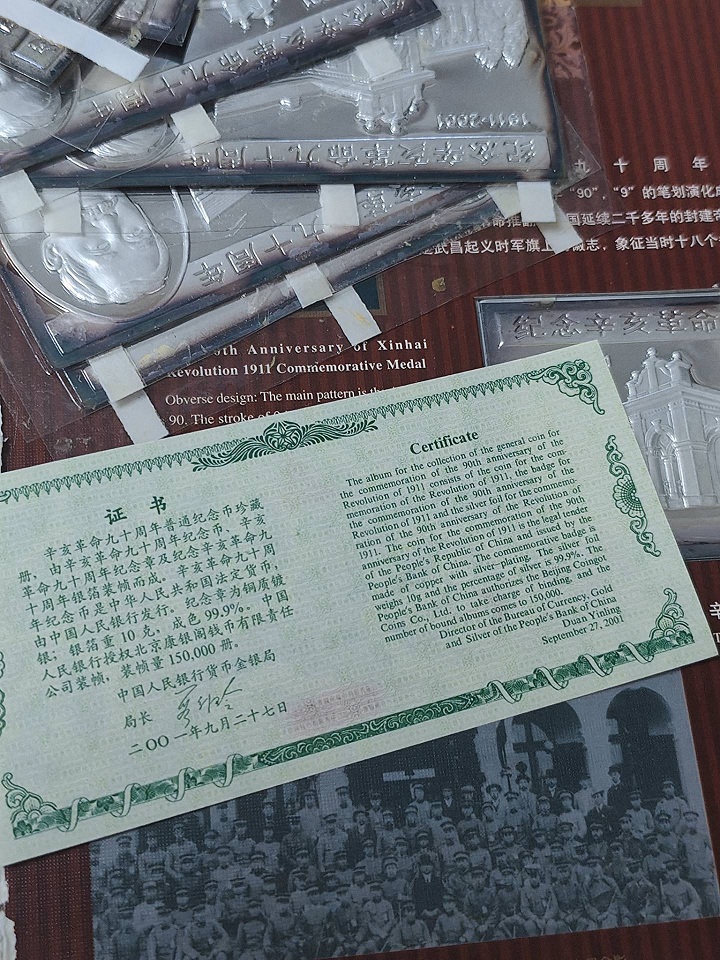 纪念辛亥革命九十周年
1911-2001
纪念辛亥革命九十周年
九十周年
十周年
"90" "9"的笔划演化
国延续二千多年的封建
武昌起义时军旗上
徽志，象征当时十八个
纪念辛亥革命
Anniversary of Xinhai
Revolution 1911 Commemorative Medal
Obverse design: The main pattern is the
90. The stroke of
证书
辛亥革命九十周年普通纪念币珍藏
册，由辛亥革命九十周年纪念币、辛亥
革命九十周年纪念章及纪念辛亥革命九
十周年银箔装帧而成。辛亥革命九十周
年纪念币是中华人民共和国法定货币，
由中国人民银行发行。纪念章为铜质镀
银；银箔重10克，成色99.9%。中国
人民银行授权北京康银阁钱币有限责任
公司装帧，装帧量150,000册。
中国人民银行货币金银局
局长
二〇〇一年九月二十七日
Certificate
The album for the collection of the general coin for
the commemoration of the 90th anniversary of the
Revolution of 1911 consists of the coin for the com-
memoration of the Revolution of 1911, the badge for
the commemoration of the 90th anniversary of the
Revolution of 1911 and the silver foil for the commemo-
ration of the 90th anniversary of the Revolution of
1911. The coin for the commemoration of the 90th
anniversary of the Revolution of 1911 is the legal tender
of the People's Republic of China and issued by the
People's Bank of China. The commemorative badge is
made of copper with silver-plating. The silver foil
weighs 10g and the percentage of silver is 99.9%. The
People's Bank of China authorizes the Beijing Coingot
Coins Co., Ltd. to take charge of binding, and the
number of bound albums comes to 150,000.
Director of the Bureau of Currency, Gold
and Silver of the People's Bank of China
Duan Yinling
September 27, 2001